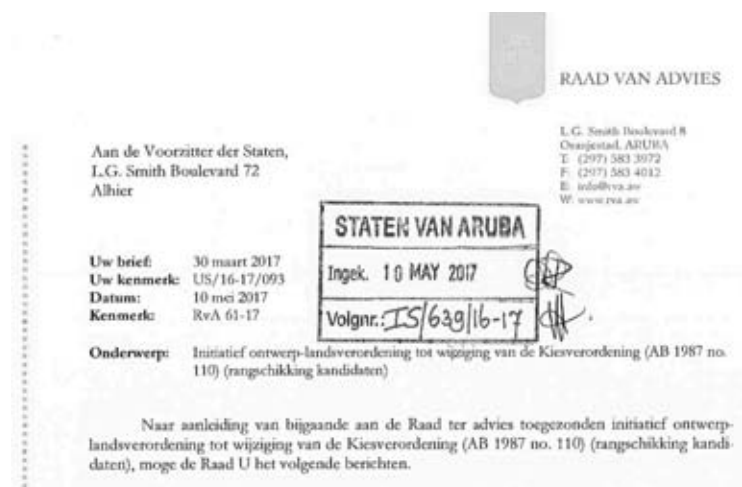 RAAD VAN ADVIES
L.G. Smith Boulevard 8
Oranjestad, ARUBA
T: (297) 583 3972
F: (297) 583 4012
E: info@rva.aw
W: www.rva.aw
Aan de Voorzitter der Staten,
L.G. Smith Boulevard 72
Alhier
STATEN VAN ARUBA
Ingek. 10 MAY 2017
Volgnr.: IS/639/16-17
Uw brief: 30 maart 2017
Uw kenmerk: US/16-17/093
Datum: 10 mei 2017
Kenmerk: RvA 61-17
Onderwerp: Initiatief ontwerp-landsverordening tot wijziging van de Kiesverordening (AB 1987 no.
110) (rangschikking kandidaten)
Naar aanleiding van bijgaande aan de Raad ter advies toegezonden initiatief ontwerp-
landsverordening tot wijziging van de Kiesverordening (AB 1987 no. 110) (rangschikking kandi-
daten), moge de Raad U het volgende berichten.